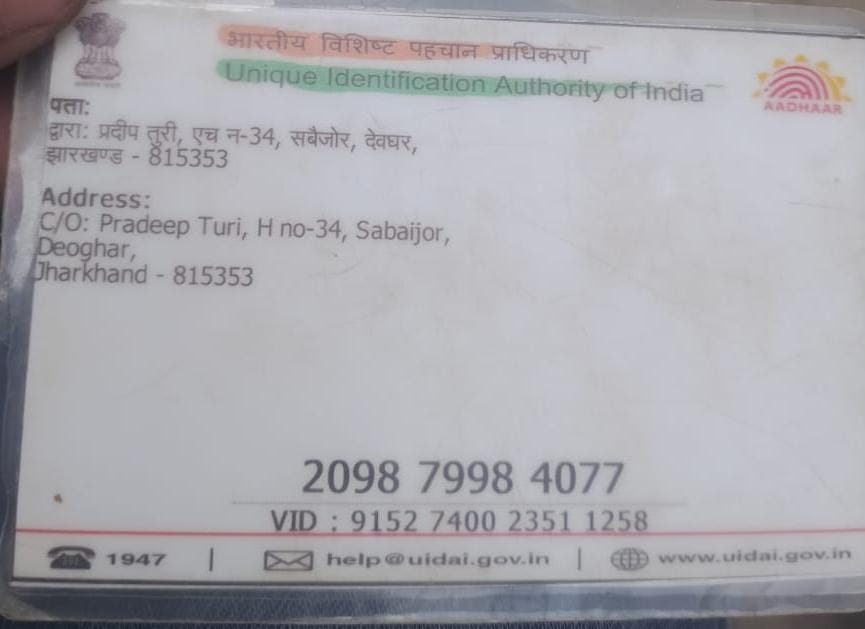 भारतीय विशिष्ट पहचान प्राधिकरण
Unique Identification Authority of India
AADHAAR
पता:
द्वारा: प्रदीप तुरी, एच न-34, सबैजोर, देवघर,
झारखण्ड - 815353
Address:
C/O: Pradeep Turi, H no-34, Sabaijor,
Deoghar,
Jharkhand - 815353
2098 7998 4077
VID : 9152 7400 2351 1258
1947 | help@uidai.gov.in | www.uidai.gov.in